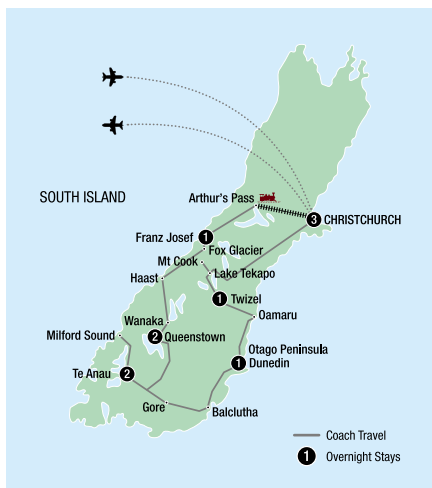 SOUTH ISLAND
Arthur's Pass
3 CHRISTCHURCH
Franz Josef 1
Fox Glacier
Mt Cook
Lake Tekapo
Haast
1 Twizel
Oamaru
Wanaka
Milford Sound
2 Queenstown
Otago Peninsula
1 Dunedin
Te Anau 2
Gore
Balclutha
Coach Travel
1 Overnight Stays